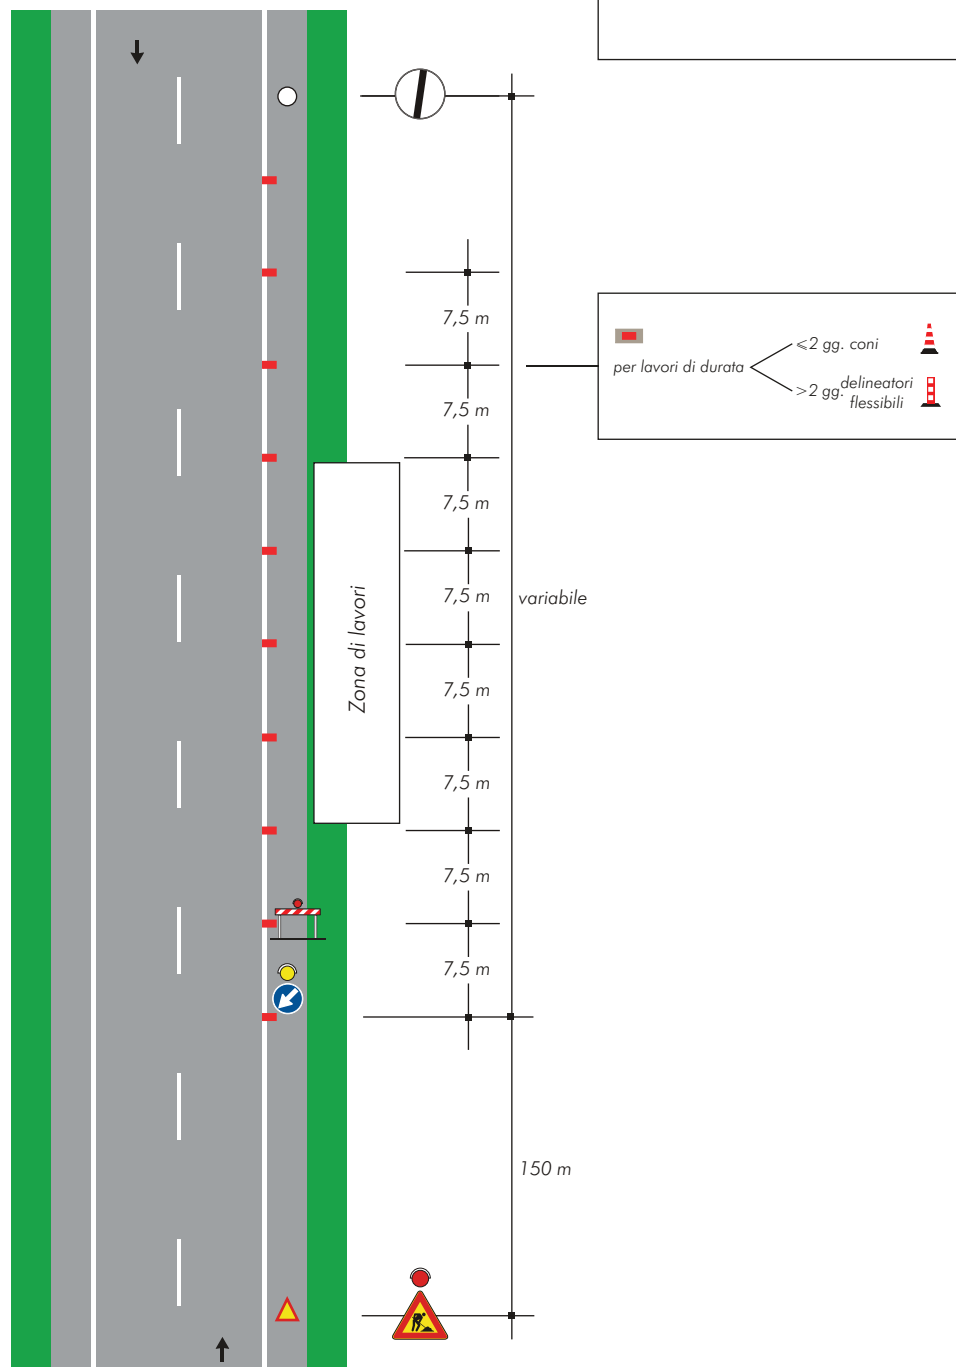 7,5 m
⩽2 gg. coni
per lavori di durata
>2 gg. delineatori
flessibili
7,5 m
7,5 m
Zona di lavori
7,5 m
variabile
7,5 m
7,5 m
7,5 m
7,5 m
150 m